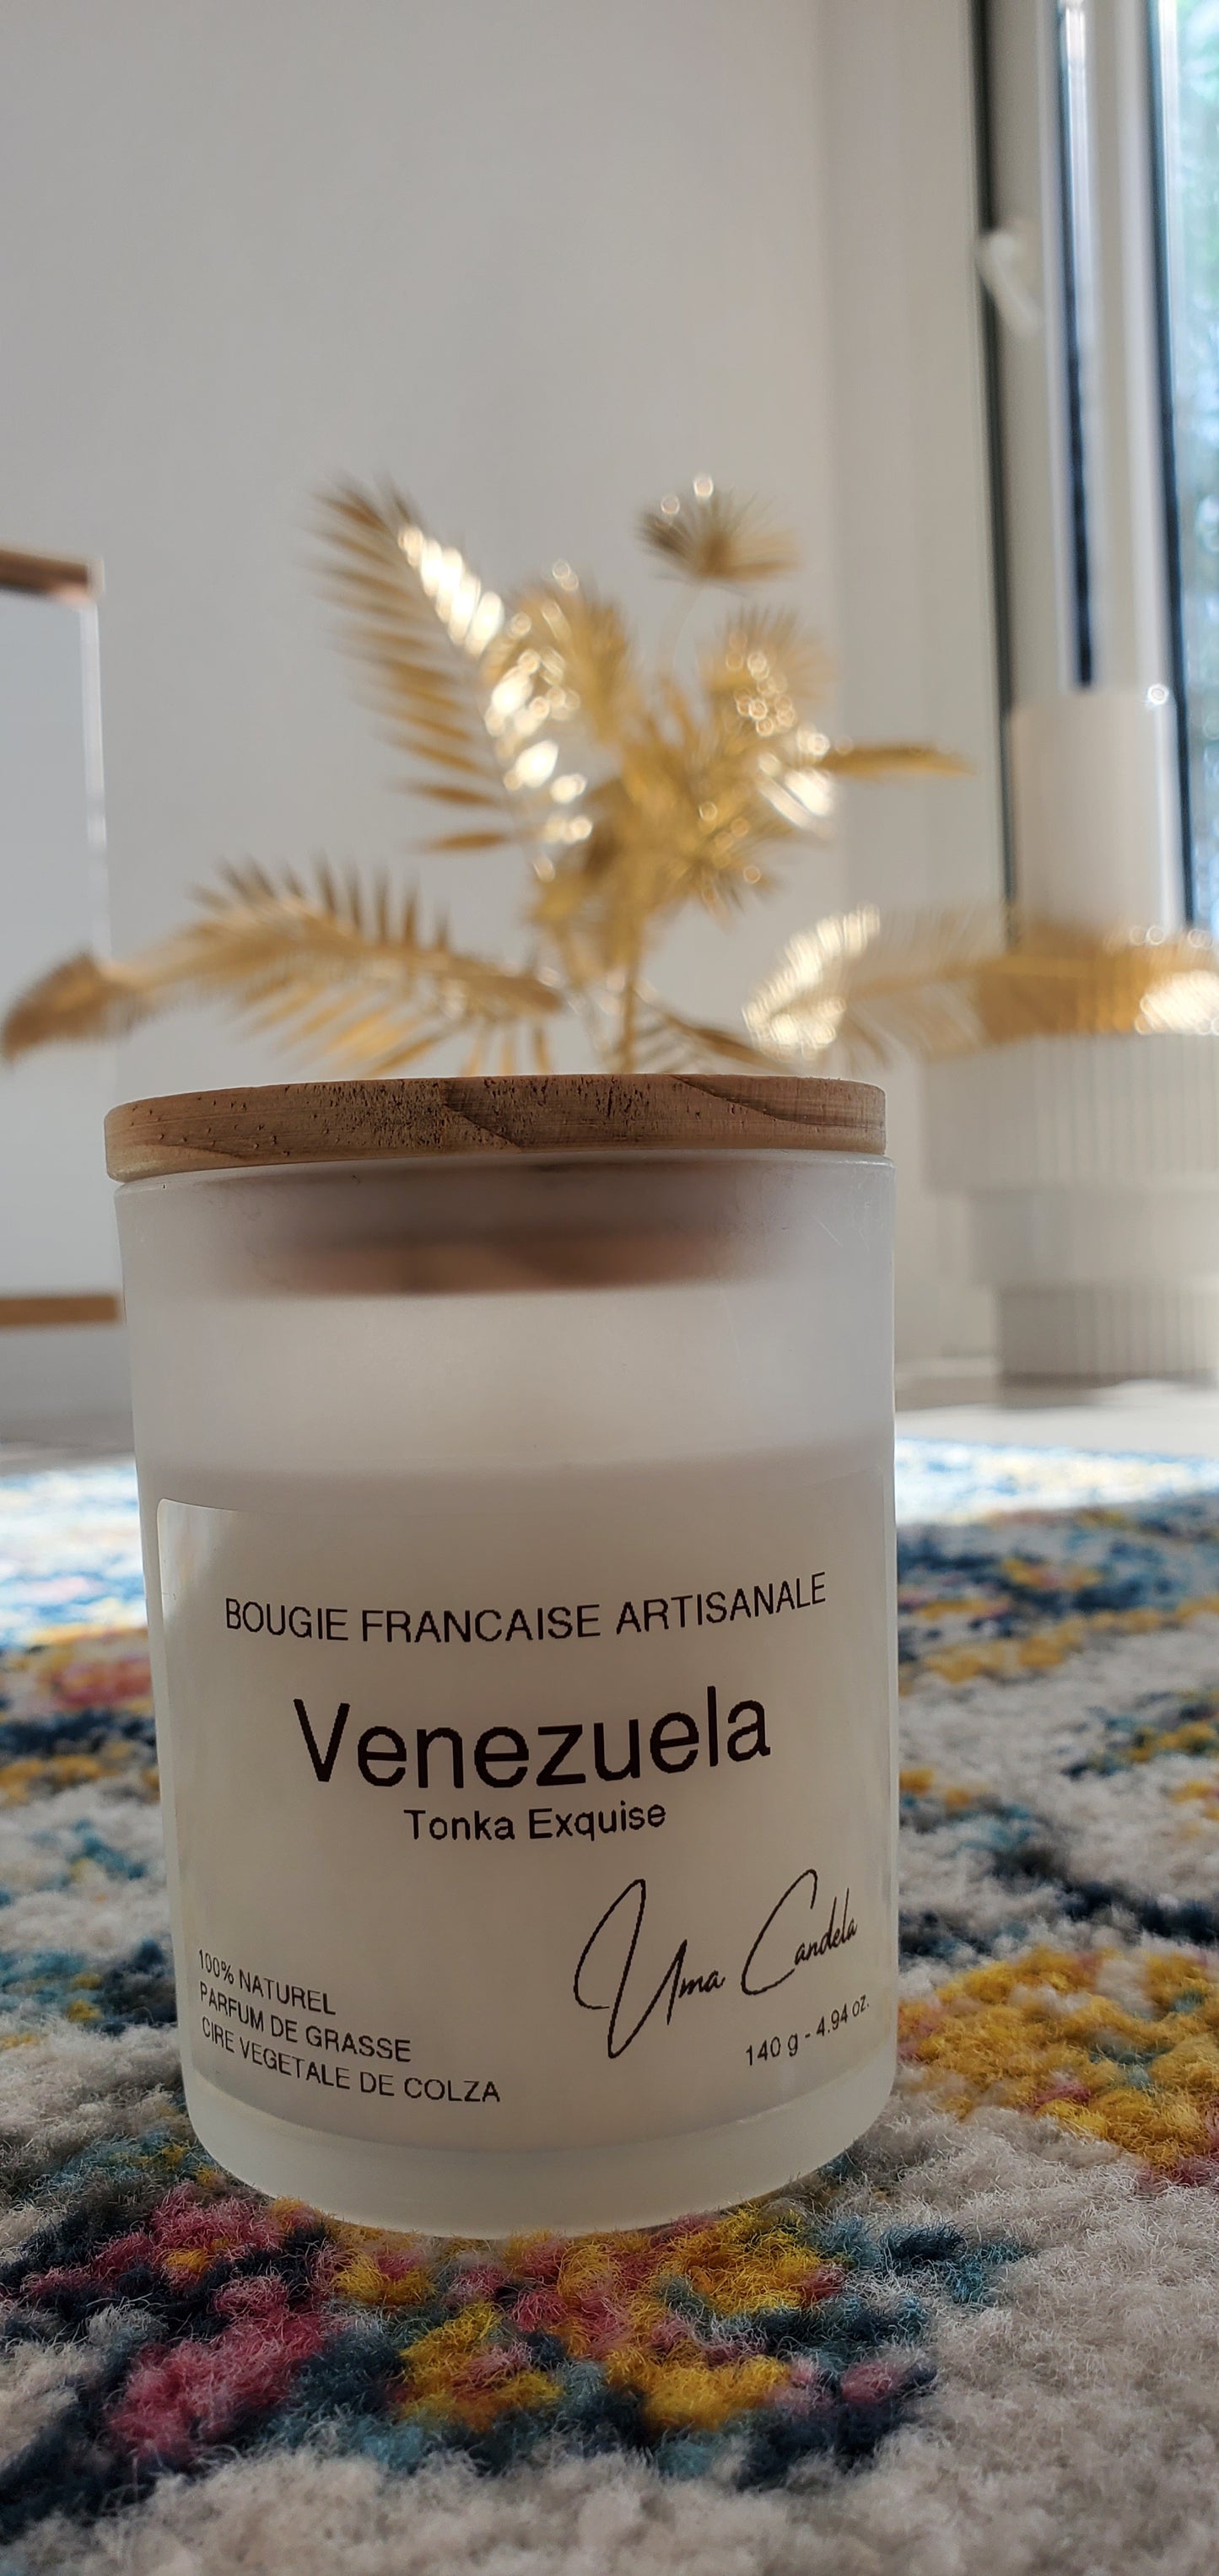 BOUGIE FRANCAISE ARTISANALE
Venezuela
Tonka Exquise
Uma Candela
100% NATUREL
PARFUM DE GRASSE
CIRE VEGETALE DE COLZA
140 g - 4.94 oz.